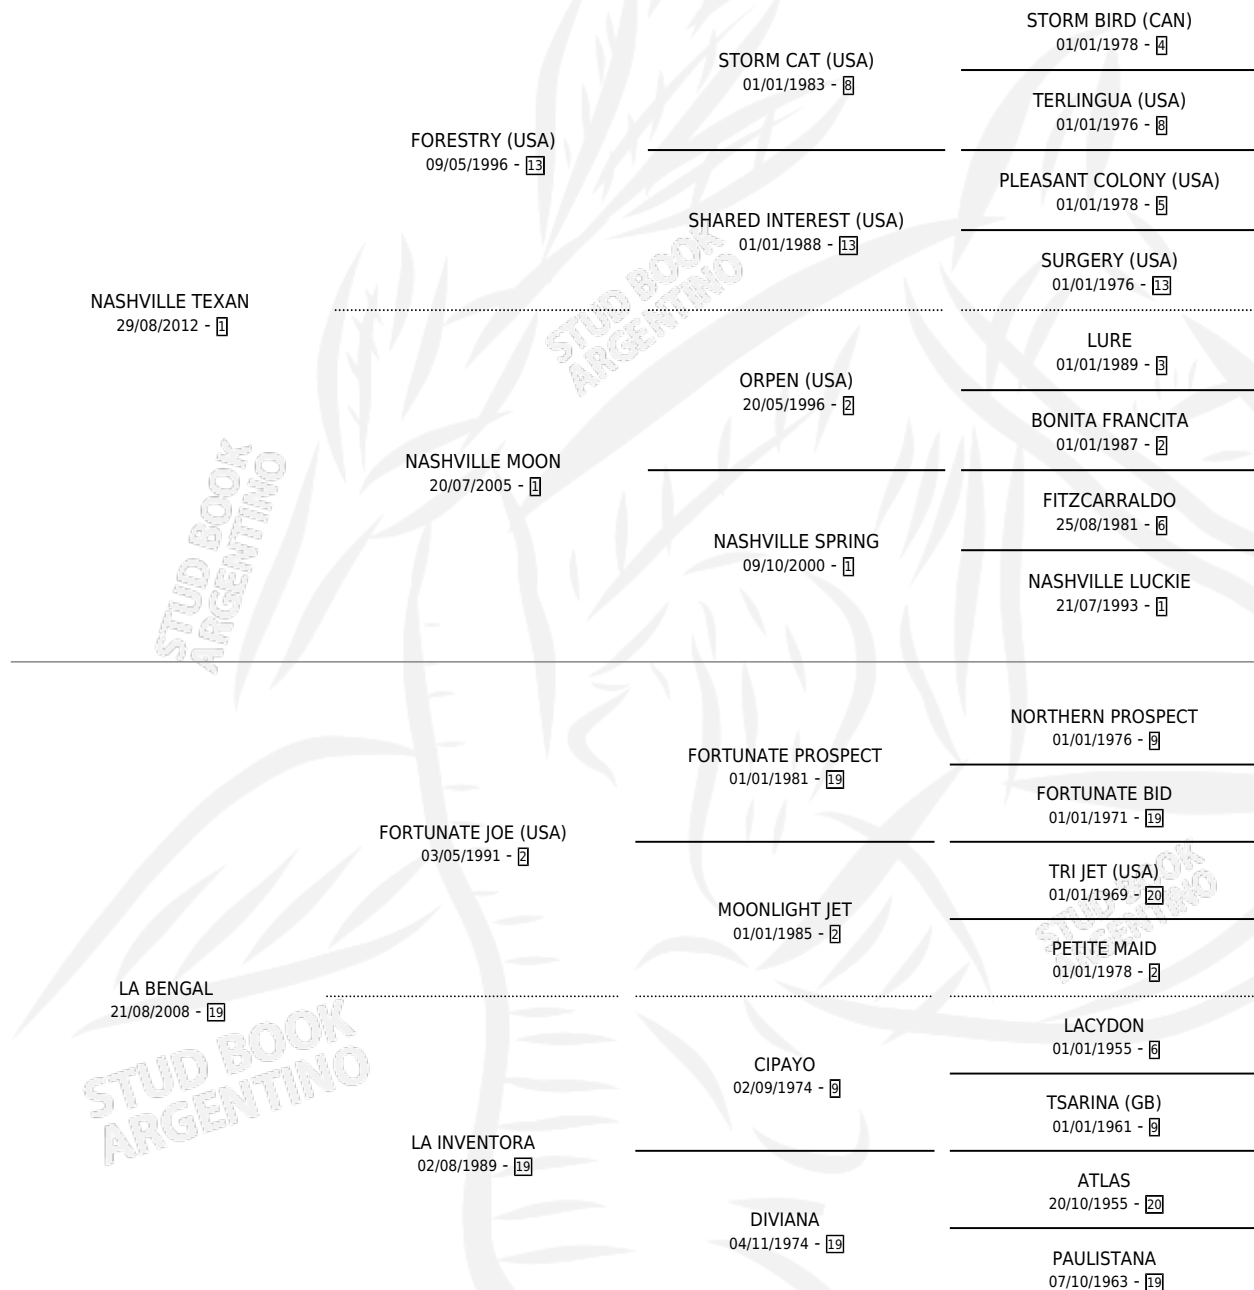 STORM BIRD (CAN)
01/01/1978 - 4
STORM CAT (USA)
01/01/1983 - 8
TERLINGUA (USA)
01/01/1976 - 8
FORESTRY (USA)
09/05/1996 - 13
PLEASANT COLONY (USA)
01/01/1978 - 5
SHARED INTEREST (USA)
01/01/1988 - 13
SURGERY (USA)
01/01/1976 - 13
NASHVILLE TEXAN
29/08/2012 - 1
STUD BOOK
ARGENTINO
LURE
01/01/1989 - 3
ORPEN (USA)
20/05/1996 - 2
BONITA FRANCITA
01/01/1987 - 2
NASHVILLE MOON
20/07/2005 - 1
FITZCARRALDO
25/08/1981 - 6
NASHVILLE SPRING
09/10/2000 - 1
NASHVILLE LUCKIE
21/07/1993 - 1
STUD BOOK
ARGENTINO
NORTHERN PROSPECT
01/01/1976 - 9
FORTUNATE PROSPECT
01/01/1981 - 19
FORTUNATE BID
01/01/1971 - 19
FORTUNATE JOE (USA)
03/05/1991 - 2
TRI JET (USA)
01/01/1969 - 20
MOONLIGHT JET
01/01/1985 - 2
STUD BOOK
ARGENTINO
PETITE MAID
01/01/1978 - 2
LA BENGAL
21/08/2008 - 19
STUD BOOK
ARGENTINO
LACYDON
01/01/1955 - 6
CIPAYO
02/09/1974 - 9
TSARINA (GB)
01/01/1961 - 9
LA INVENTORA
02/08/1989 - 19
ATLAS
20/10/1955 - 20
DIVIANA
04/11/1974 - 19
PAULISTANA
07/10/1963 - 19